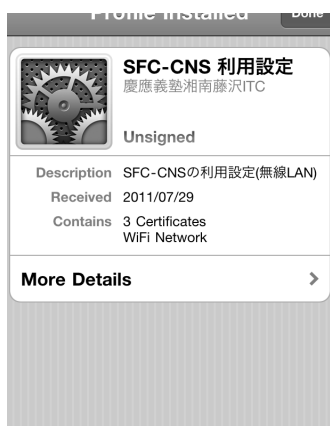 Profile Installed
Done
SFC-CNS 利用設定
慶應義塾湘南藤沢ITC
Unsigned
Description SFC-CNSの利用設定(無線LAN)
Received 2011/07/29
Contains 3 Certificates
WiFi Network
More Details